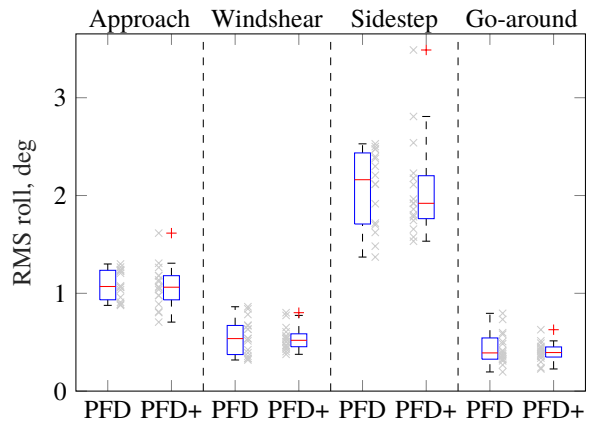 Approach Windshear Sidestep Go-around
3
2
1
0
RMS roll, deg
PFD PFD+ PFD PFD+ PFD PFD+ PFD PFD+